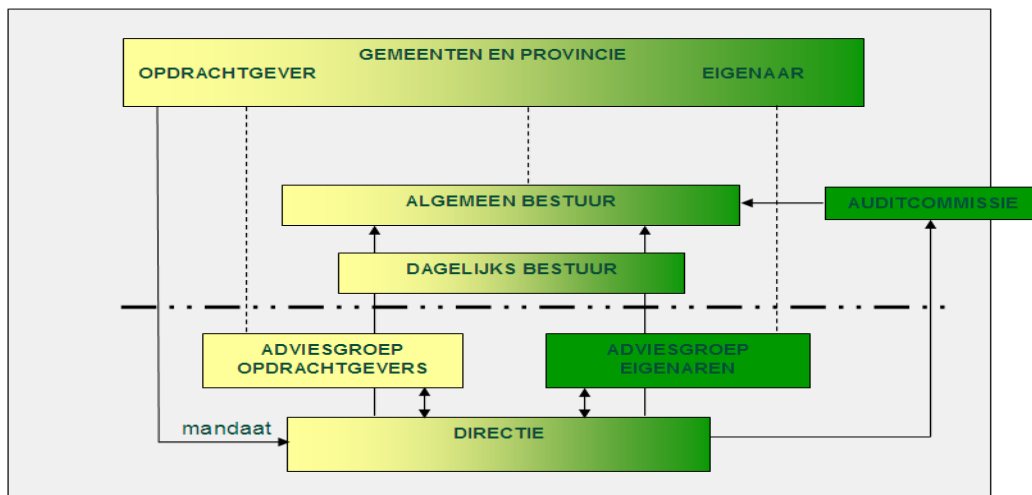 GEMEENTEN EN PROVINCIE
OPDRACHTGEVER
EIGENAAR
ALGEMEEN BESTUUR
AUDITCOMMISSIE
DAGELIJKS BESTUUR
ADVIESGROEP
OPDRACHTGEVERS
ADVIESGROEP
EIGENAREN
mandaat
DIRECTIE